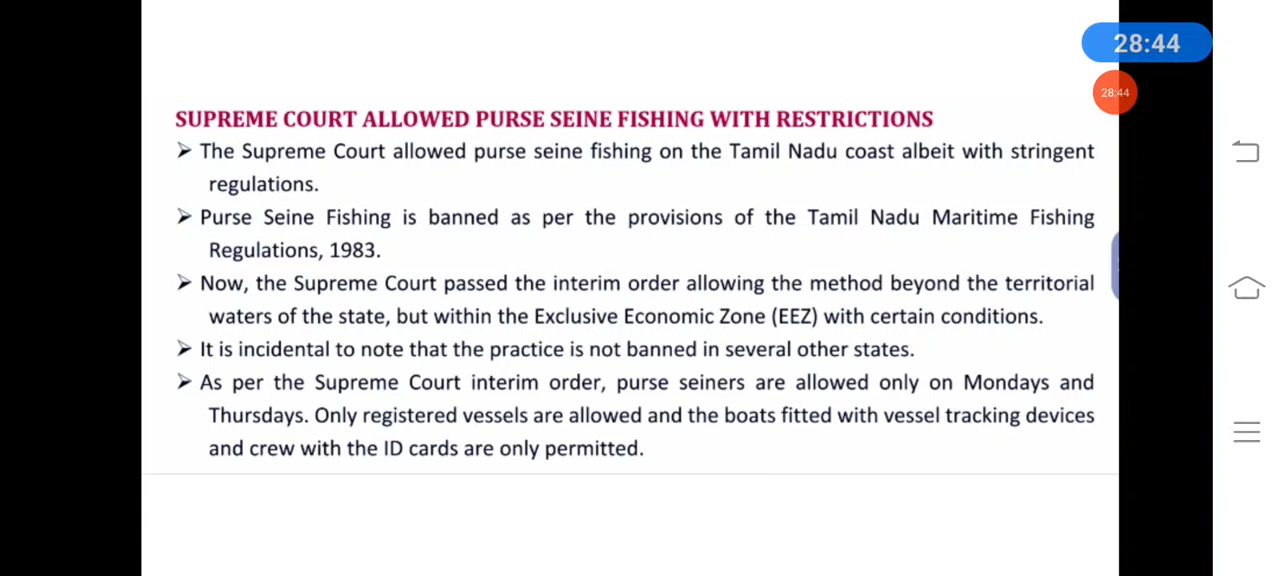 28:44
28:44
SUPREME COURT ALLOWED PURSE SEINE FISHING WITH RESTRICTIONS
➢ The Supreme Court allowed purse seine fishing on the Tamil Nadu coast albeit with stringent
regulations.
➢ Purse Seine Fishing is banned as per the provisions of the Tamil Nadu Maritime Fishing
Regulations, 1983.
➢ Now, the Supreme Court passed the interim order allowing the method beyond the territorial
waters of the state, but within the Exclusive Economic Zone (EEZ) with certain conditions.
➢ It is incidental to note that the practice is not banned in several other states.
➢ As per the Supreme Court interim order, purse seiners are allowed only on Mondays and
Thursdays. Only registered vessels are allowed and the boats fitted with vessel tracking devices
and crew with the ID cards are only permitted.